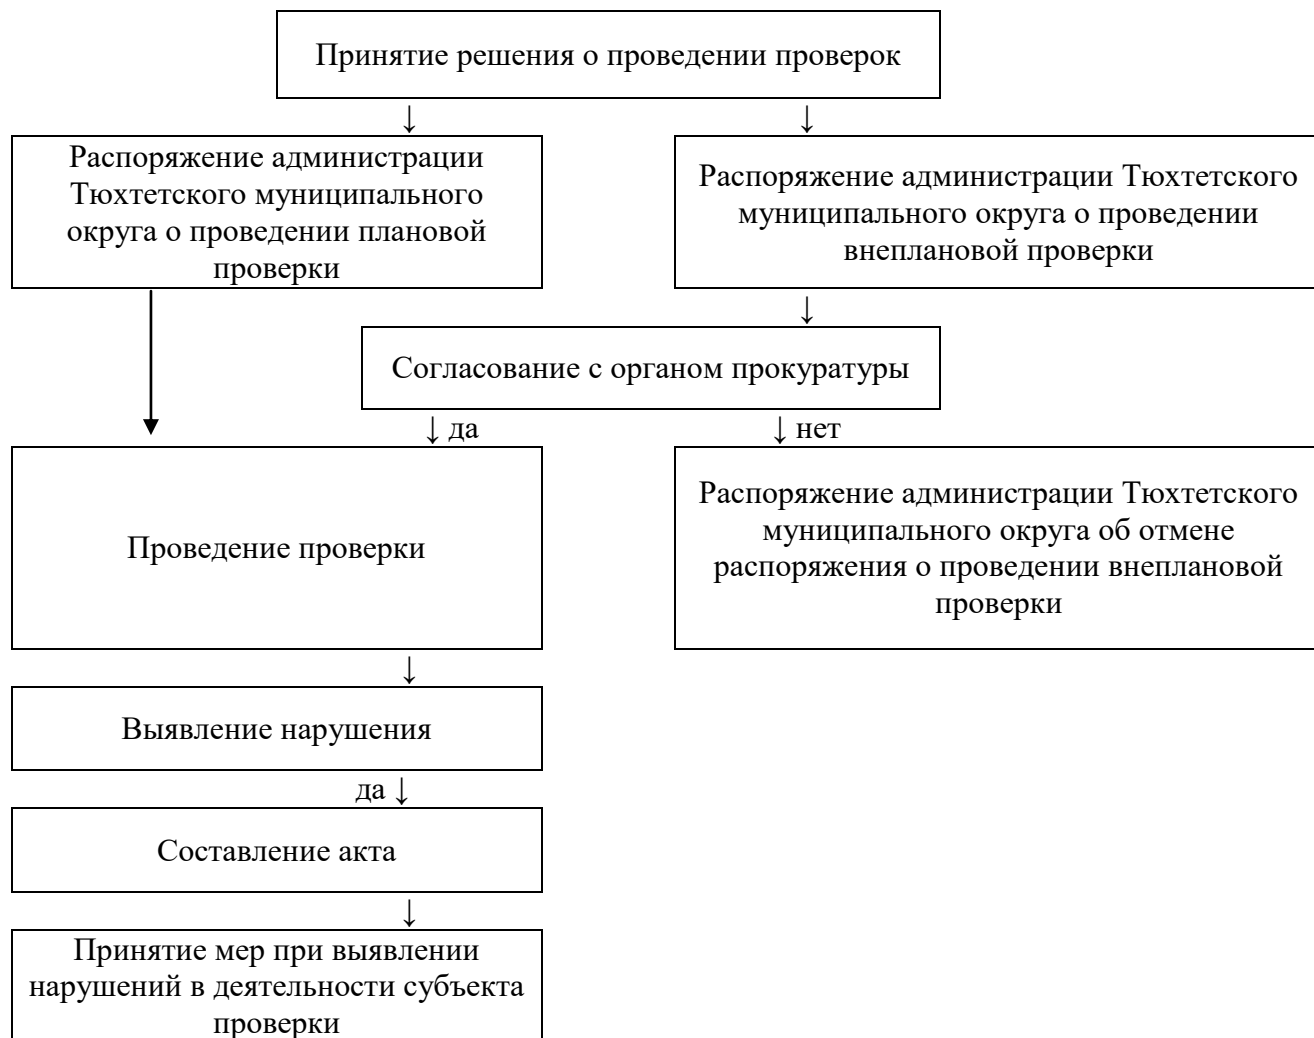 Принятие решения о проведении проверок
↓ ↓
Распоряжение администрации
Тюхтетского муниципального
округа о проведении плановой
проверки
Распоряжение администрации Тюхтетского
муниципального округа о проведении
внеплановой проверки
↓
Согласование с органом прокуратуры
↓ да
↓ нет
Проведение проверки
Распоряжение администрации Тюхтетского
муниципального округа об отмене
распоряжения о проведении внеплановой
проверки
↓
Выявление нарушения
да ↓
Составление акта
↓
Принятие мер при выявлении
нарушений в деятельности субъекта
проверки